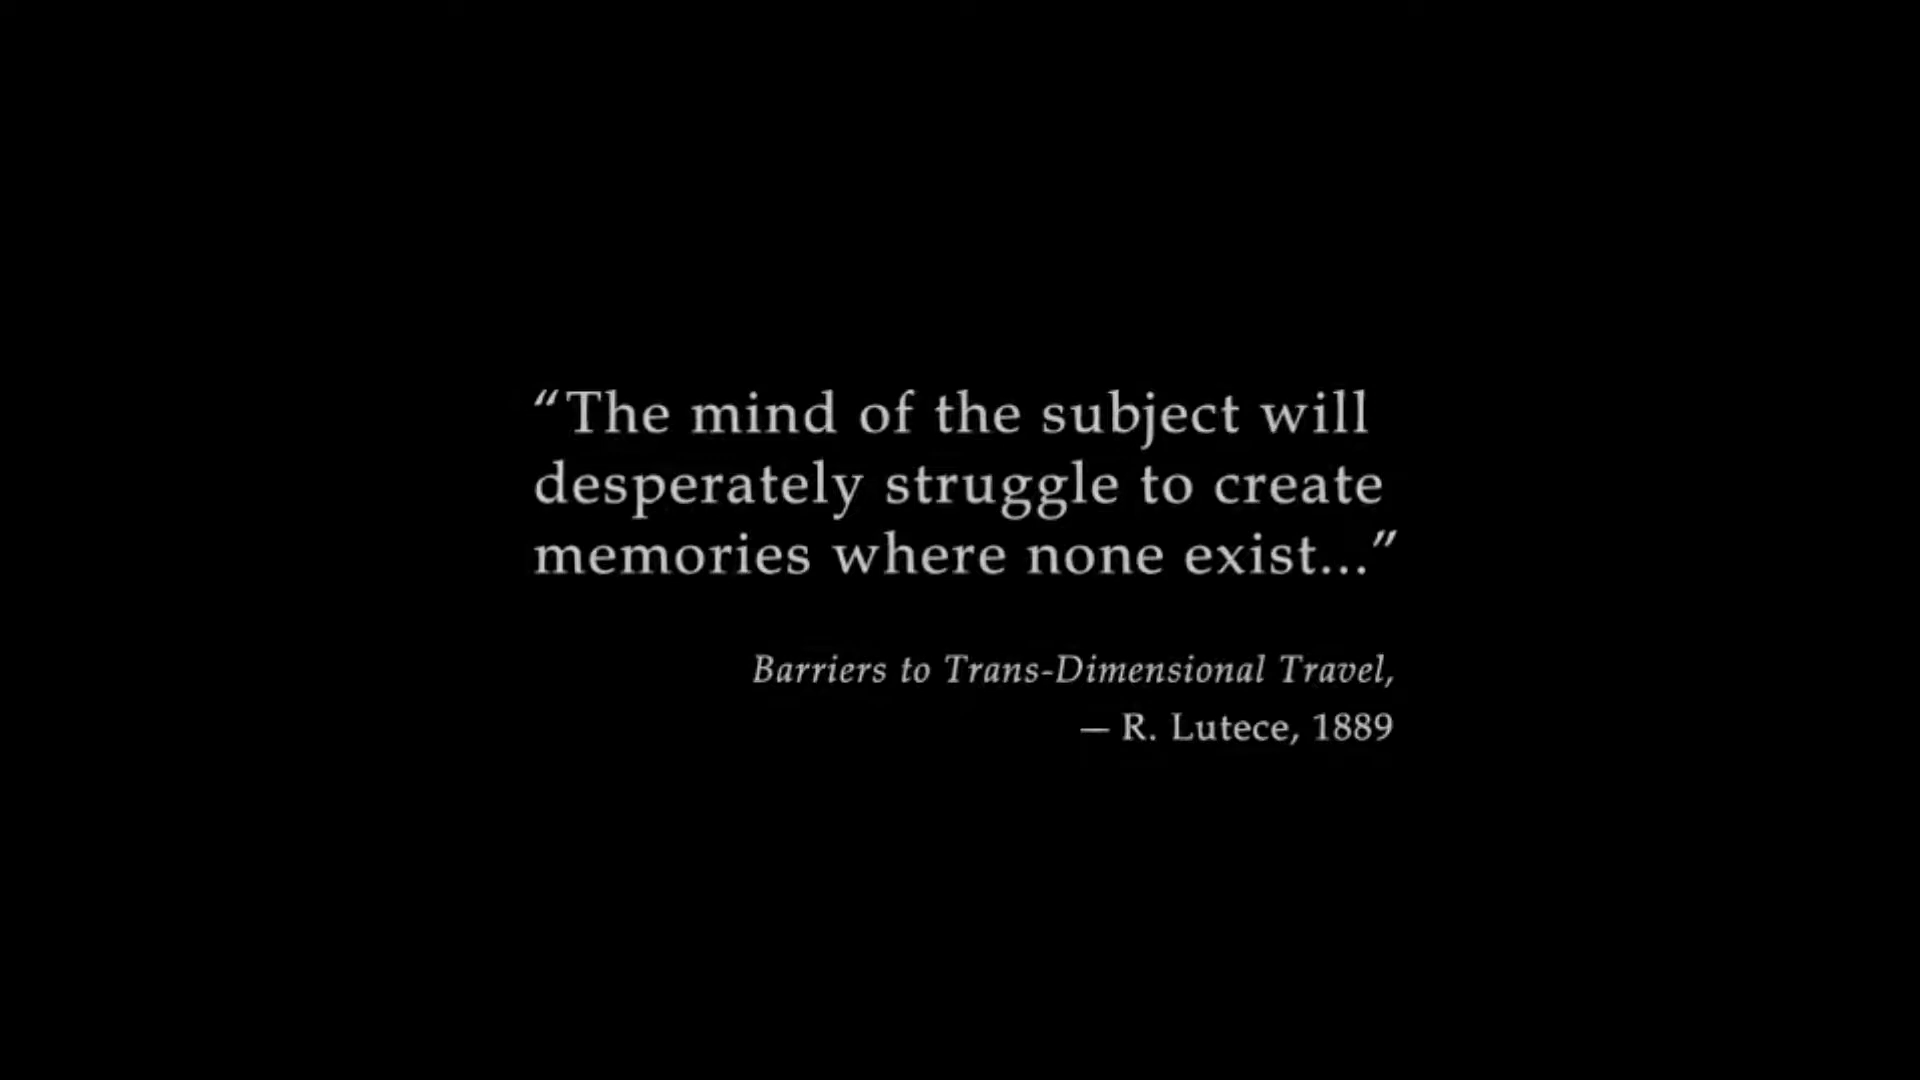 “The mind of the subject will
desperately struggle to create
memories where none exist...”
Barriers to Trans-Dimensional Travel,
— R. Lutece, 1889